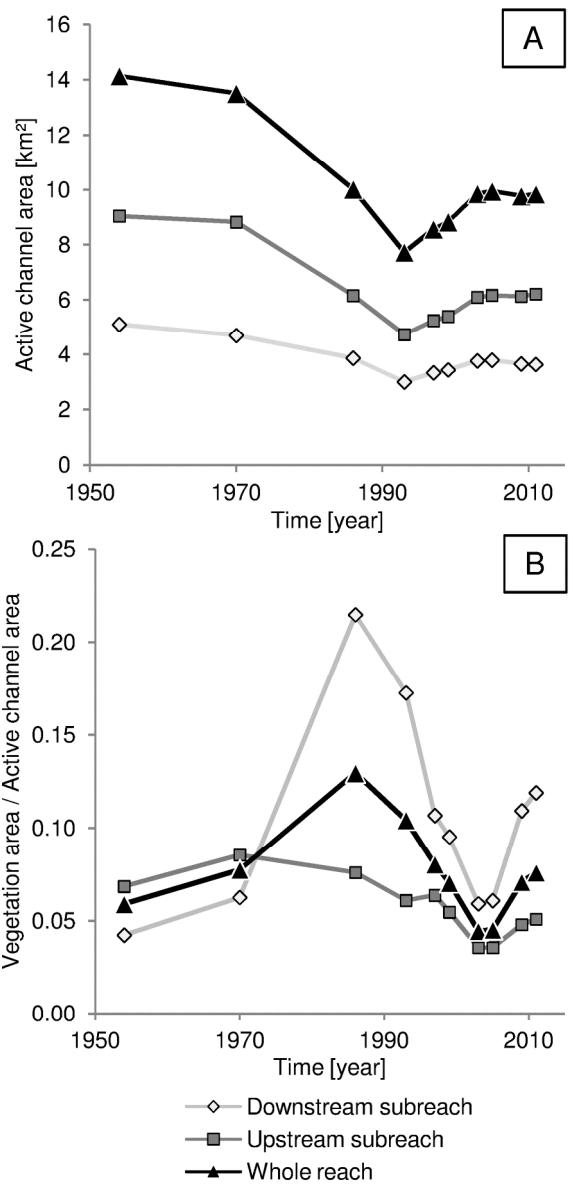 A
Active channel area [km²]
16
14
12
10
8
6
4
2
0
1950 1970 1990 2010
Time [year]
B
Vegetation area / Active channel area
0.25
0.20
0.15
0.10
0.05
0.00
1950 1970 1990 2010
Time [year]
Downstream subreach
Upstream subreach
Whole reach